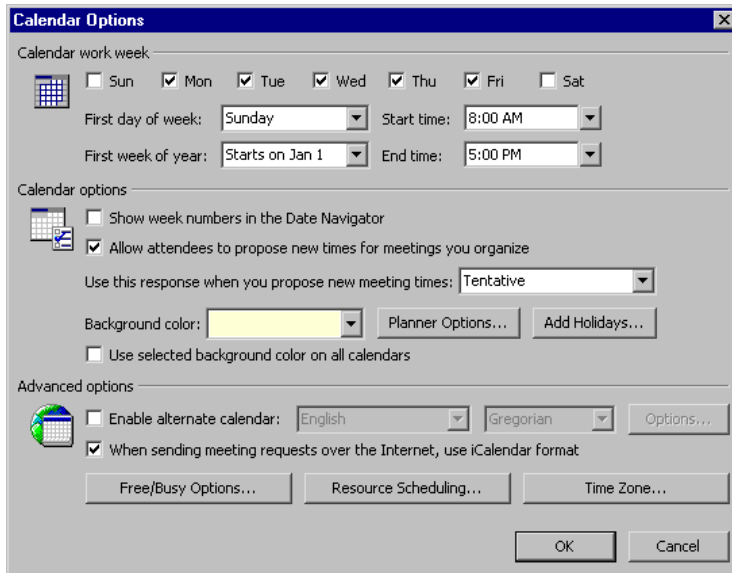 Calendar Options
Calendar work week
Sun Mon Tue Wed Thu Fri Sat
First day of week: Sunday Start time: 8:00 AM
First week of year: Starts on Jan 1 End time: 5:00 PM
Calendar options
Show week numbers in the Date Navigator
Allow attendees to propose new times for meetings you organize
Use this response when you propose new meeting times: Tentative
Background color: Planner Options... Add Holidays...
Use selected background color on all calendars
Advanced options
Enable alternate calendar: English Gregorian Options...
When sending meeting requests over the Internet, use iCalendar format
Free/Busy Options... Resource Scheduling... Time Zone...
OK Cancel